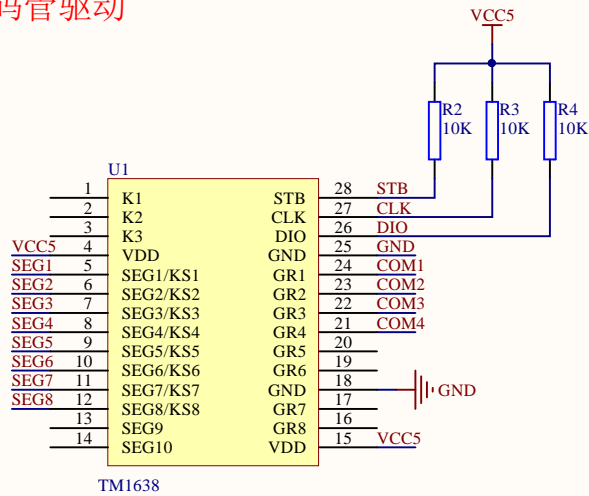 码管驱动
VCC5
R2
10K
R3
10K
R4
10K
U1
1 K1 STB 28 STB
2 K2 CLK 27 CLK
3 K3 DIO 26 DIO
VCC5 4 VDD GND 25 GND
SEG1 5 SEG1/KS1 GR1 24 COM1
SEG2 6 SEG2/KS2 GR2 23 COM2
SEG3 7 SEG3/KS3 GR3 22 COM3
SEG4 8 SEG4/KS4 GR4 21 COM4
SEG5 9 SEG5/KS5 GR5 20
SEG6 10 SEG6/KS6 GR6 19
SEG7 11 SEG7/KS7 GND 18 GND
SEG8 12 SEG8/KS8 GR7 17
13 SEG9 GR8 16
14 SEG10 VDD 15 VCC5
TM1638